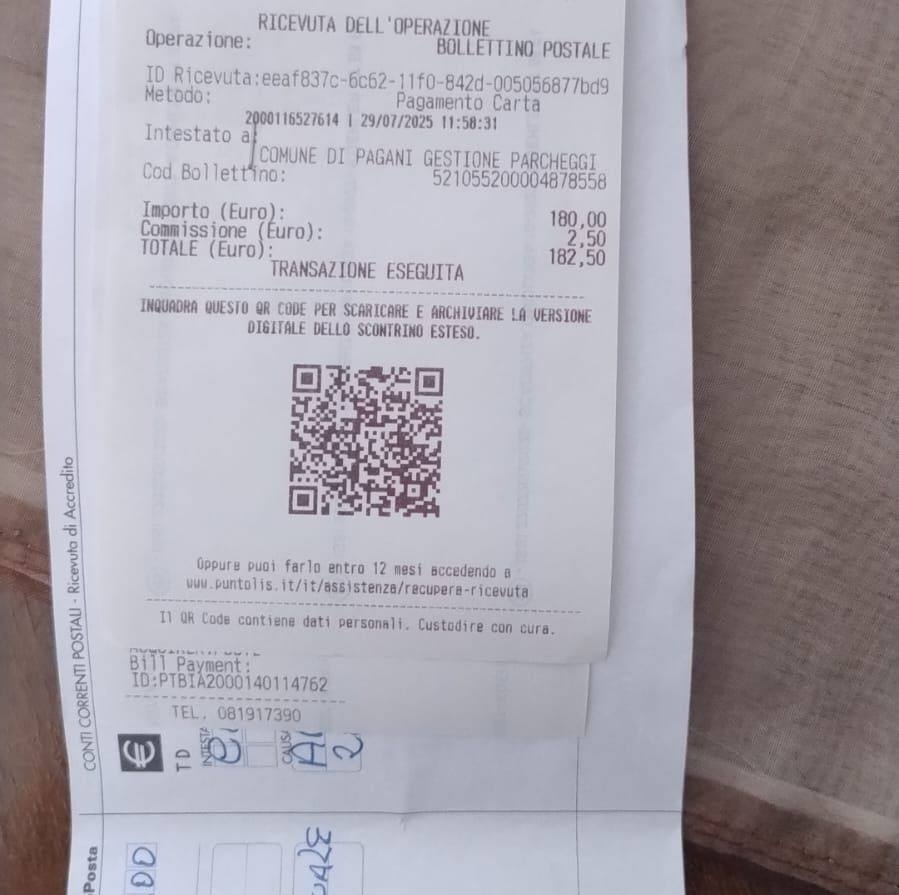 RICEVUTA DELL'OPERAZIONE
Operazione: BOLLETTINO POSTALE
ID Ricevuta:eeaf837c-6c62-11f0-842d-005056877bd9
Metodo: Pagamento Carta
2000116527614 | 29/07/2025 11:58:31
Intestato a:
COMUNE DI PAGANI GESTIONE PARCHEGGI
Cod Bollettino: 521055200004878558
Importo (Euro): 180,00
Commissione (Euro): 2,50
TOTALE (Euro): 182,50
TRANSAZIONE ESEGUITA
INQUADRA QUESTO QR CODE PER SCARICARE E ARCHIVIARE LA VERSIONE
DIGITALE DELLO SCONTRINO ESTESO.
Oppure puoi farlo entro 12 mesi accedendo a
www.puntolis.it/it/assistenza/recupera-ricevuta
Il QR Code contiene dati personali. Custodire con cura.
Bill Payment:
ID:PTBIA2000140114762
TEL. 081917390
CONTI CORRENTI POSTALI - Ricevuta di Accredito
€
TD
Posta